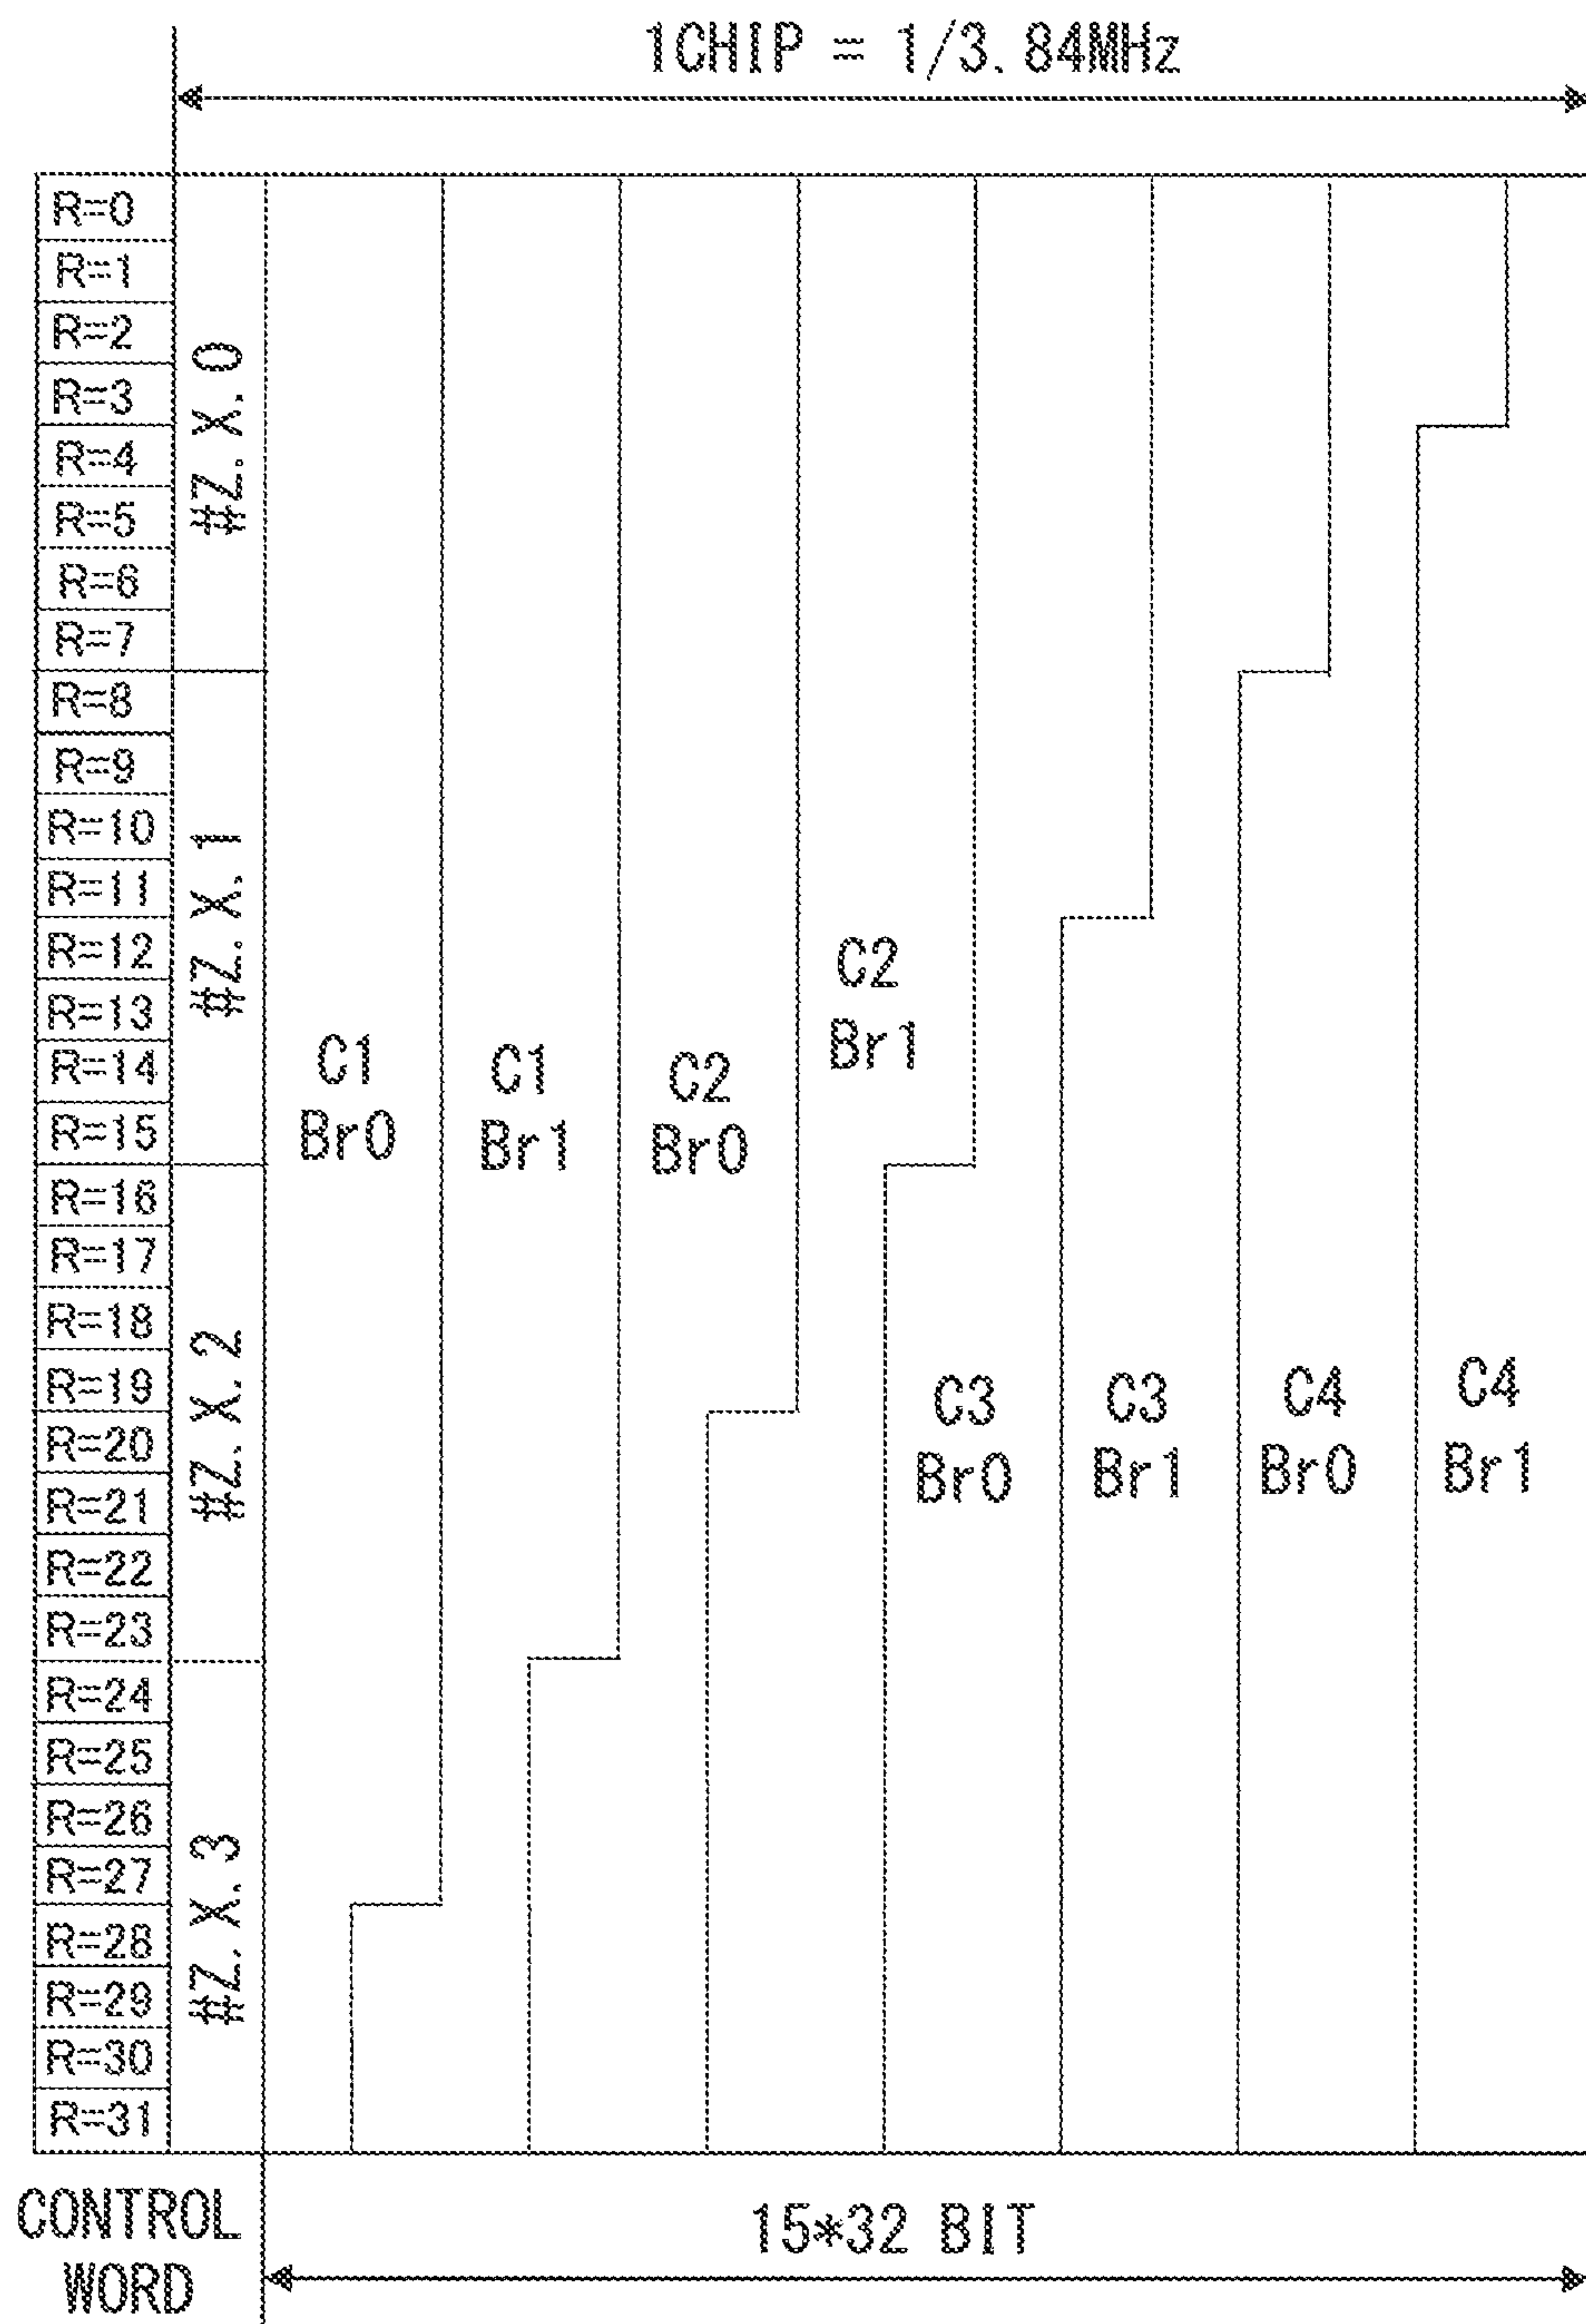 1CHIP = 1/3.84MHz
R=0
R=1
R=2
R=3
R=4
R=5
R=6
R=7
R=8
R=9
R=10
R=11
R=12
R=13
R=14
R=15
R=16
R=17
R=18
R=19
R=20
R=21
R=22
R=23
R=24
R=25
R=26
R=27
R=28
R=29
R=30
R=31
#Z.X.0
#Z.X.1
#Z.X.2
#Z.X.3
C1
Br0
C1
Br1
C2
Br0
C2
Br1
C3
Br0
C3
Br1
C4
Br0
C4
Br1
CONTROL
WORD
15*32 BIT